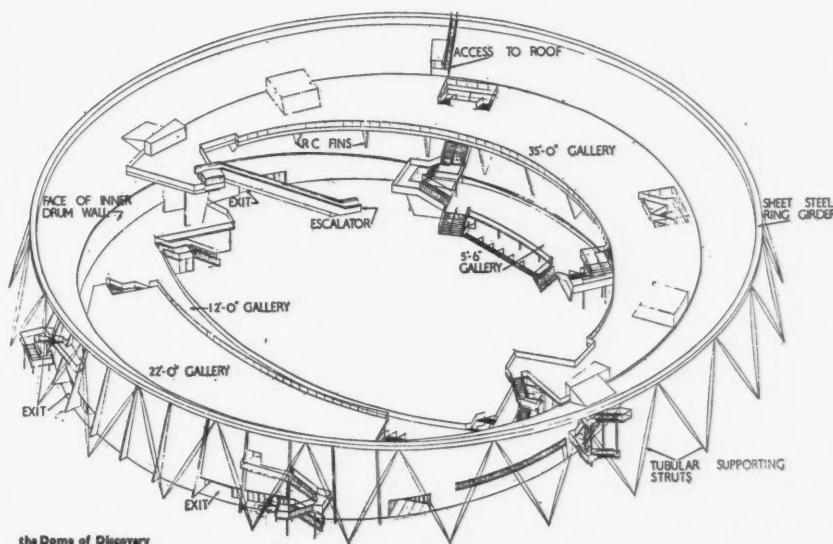 ACCESS TO ROOF
RC FINS
35'-0" GALLERY
FACE OF INNER
DRUM WALL
EXIT
ESCALATOR
SHEET STEEL
RING GIRDER
5'-6"
GALLERY
12'-0" GALLERY
22'-0" GALLERY
EXIT
EXIT
TUBULAR SUPPORTING
STRUTS
the Dome of Discovery